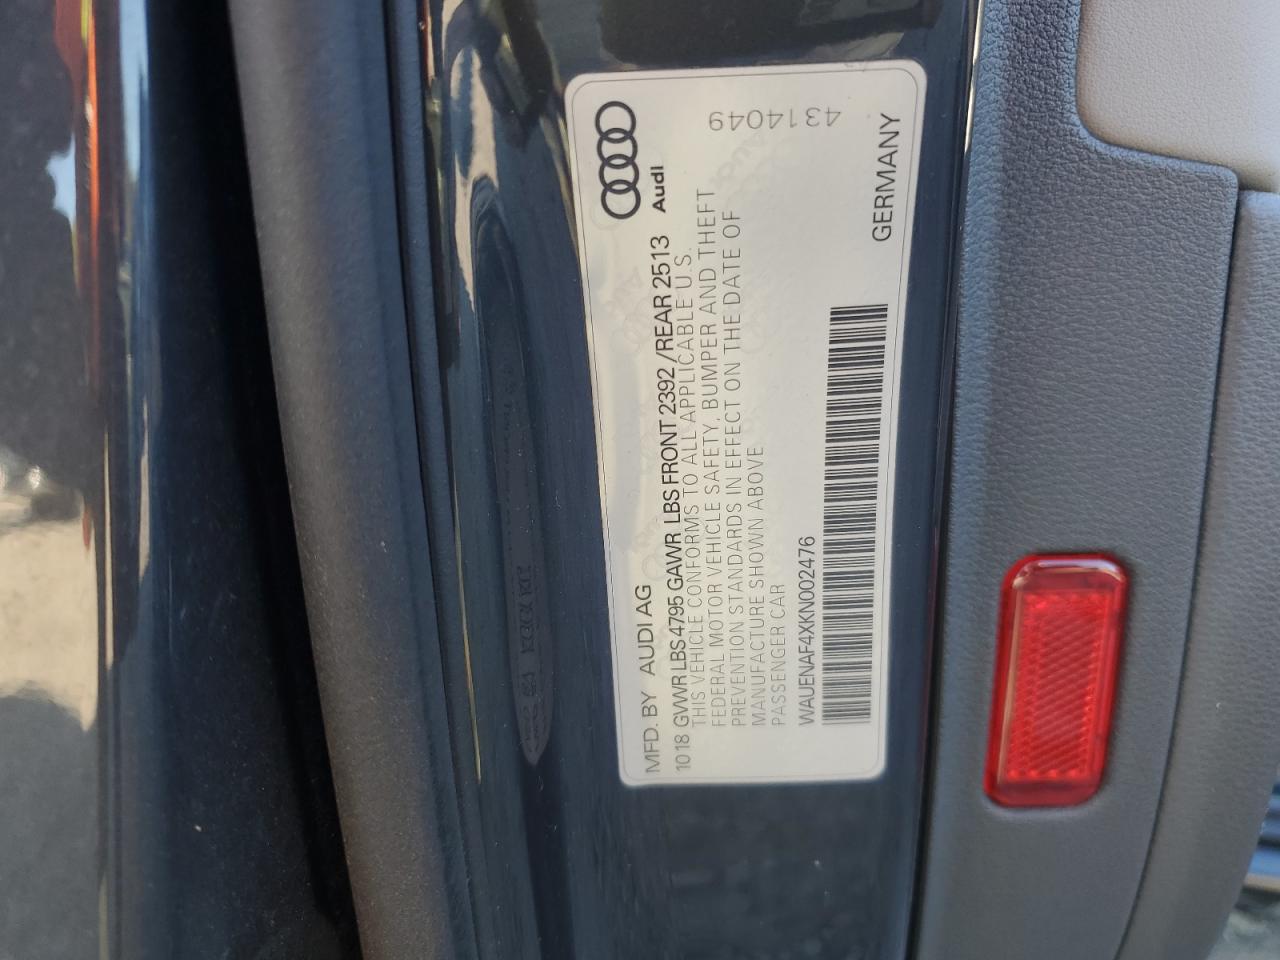 Audi
MFD. BY AUDI AG
1018 GVWR LBS 4795 GAWR LBS FRONT 2392 /REAR 2513
THIS VEHICLE CONFORMS TO ALL APPLICABLE U.S.
FEDERAL MOTOR VEHICLE SAFETY, BUMPER AND THEFT
PREVENTION STANDARDS IN EFFECT ON THE DATE OF
MANUFACTURE SHOWN ABOVE
PASSENGER CAR
WAUENAF4XKN002476
GERMANY
4314049